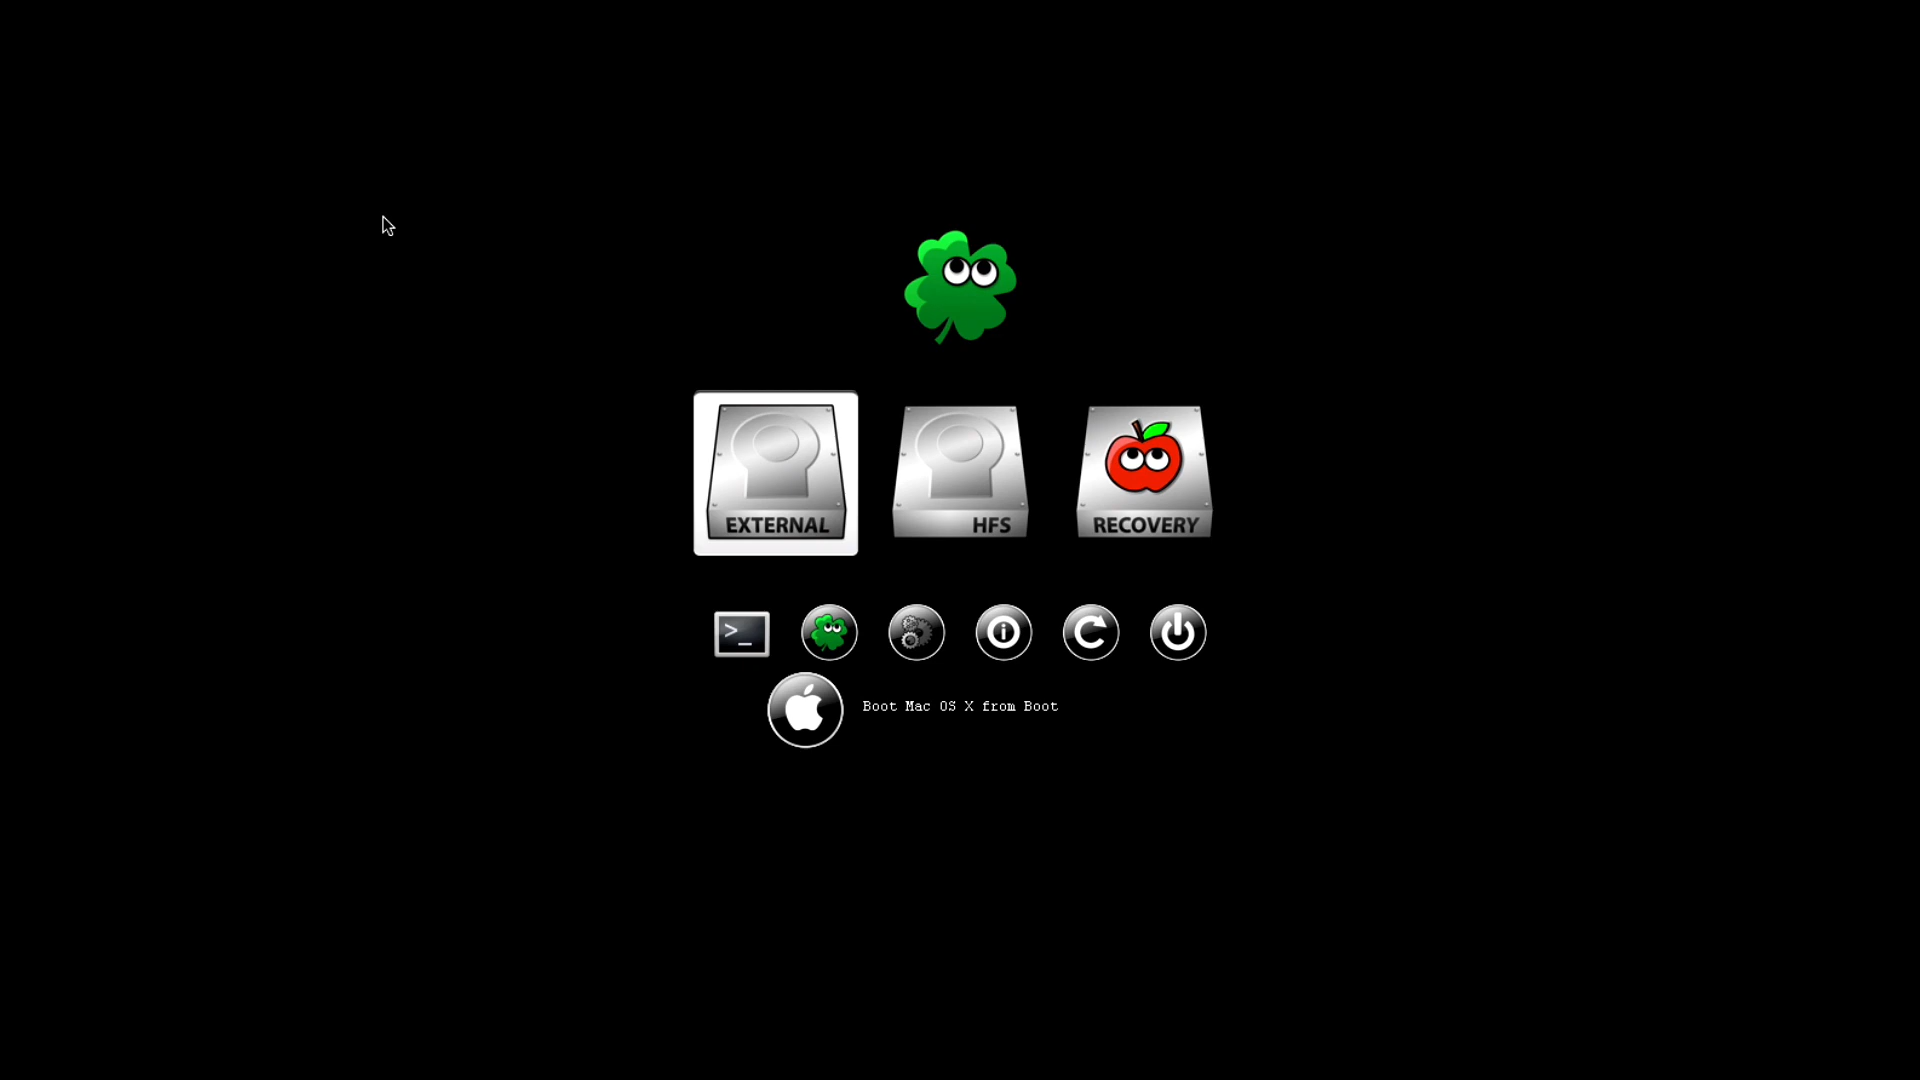 EXTERNAL
HFS
RECOVERY
>_
Boot Mac OS X from Boot